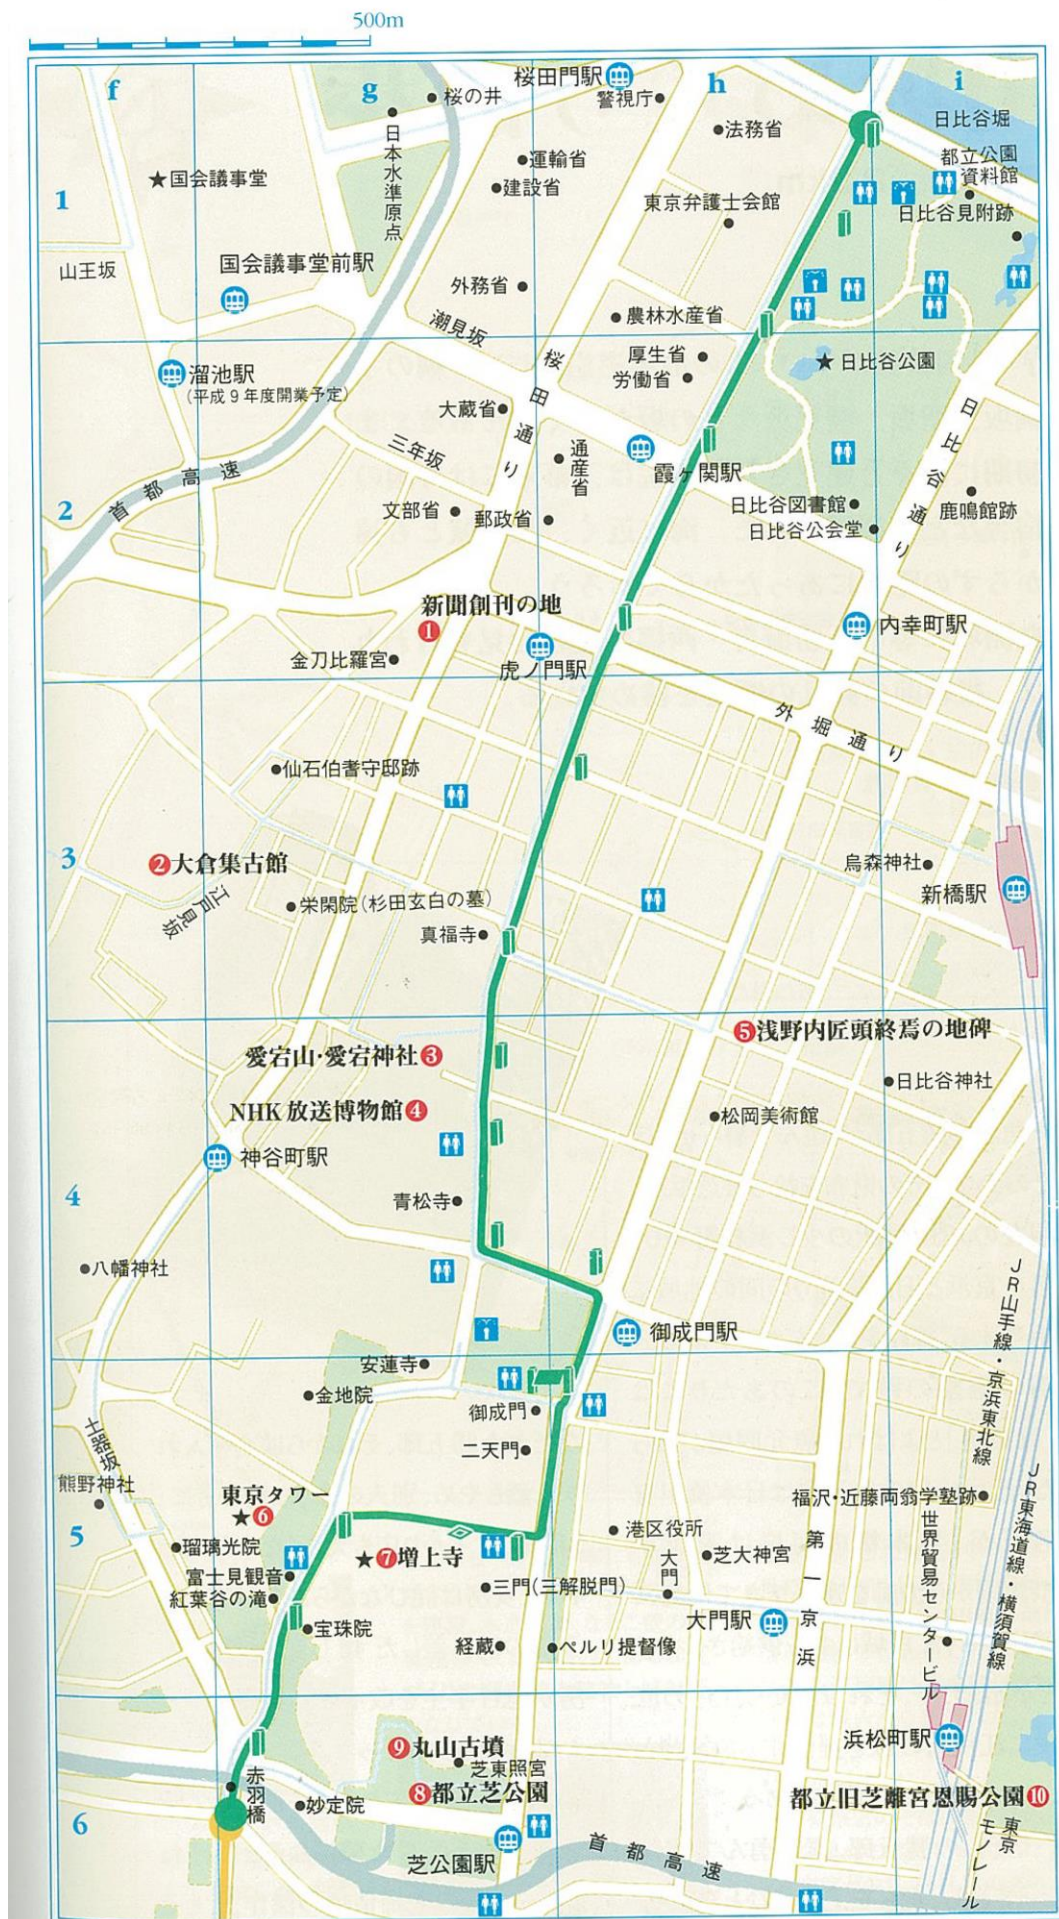 500m
f
g
h
i
桜田門駅
桜の井
警視庁
法務省
日比谷堀
日本水準原点
運輸省
都立公園
資料館
1
国会議事堂
建設省
東京弁護士会館
日比谷見附跡
山王坂
国会議事堂前駅
外務省
潮見坂
農林水産省
桜田通り
厚生省
労働省
日比谷公園
溜池駅
(平成9年度開業予定)
大蔵省
日比谷通り
三年坂
通産省
霞ヶ関駅
首都高速
2
文部省
郵政省
日比谷図書館
日比谷公会堂
鹿鳴館跡
新聞創刊の地
1
内幸町駅
金刀比羅宮
虎ノ門駅
外堀通り
仙石伯耆守邸跡
3
2 大倉集古館
烏森神社
新橋駅
江戸見坂
栄閑院(杉田玄白の墓)
真福寺
愛宕山・愛宕神社 3
5 浅野内匠頭終焉の地碑
日比谷神社
NHK 放送博物館 4
松岡美術館
神谷町駅
4
青松寺
八幡神社
JR山手線・京浜東北線
御成門駅
安蓮寺
金地院
御成門
土器坂
二天門
熊野神社
東京タワー
6
JR東海道線・横須賀線
福沢・近藤両翁学塾跡
5
瑠璃光院
7 増上寺
港区役所
芝大神宮
第一京浜
世界貿易センタービル
富士見観音
紅葉谷の滝
三門(三解脱門)
大門
宝珠院
大門駅
経蔵
ペルリ提督像
9 丸山古墳
浜松町駅
芝東照宮
赤羽橋
8 都立芝公園
都立旧芝離宮恩賜公園 10
6
妙定院
東京モノレール
芝公園駅
首都高速